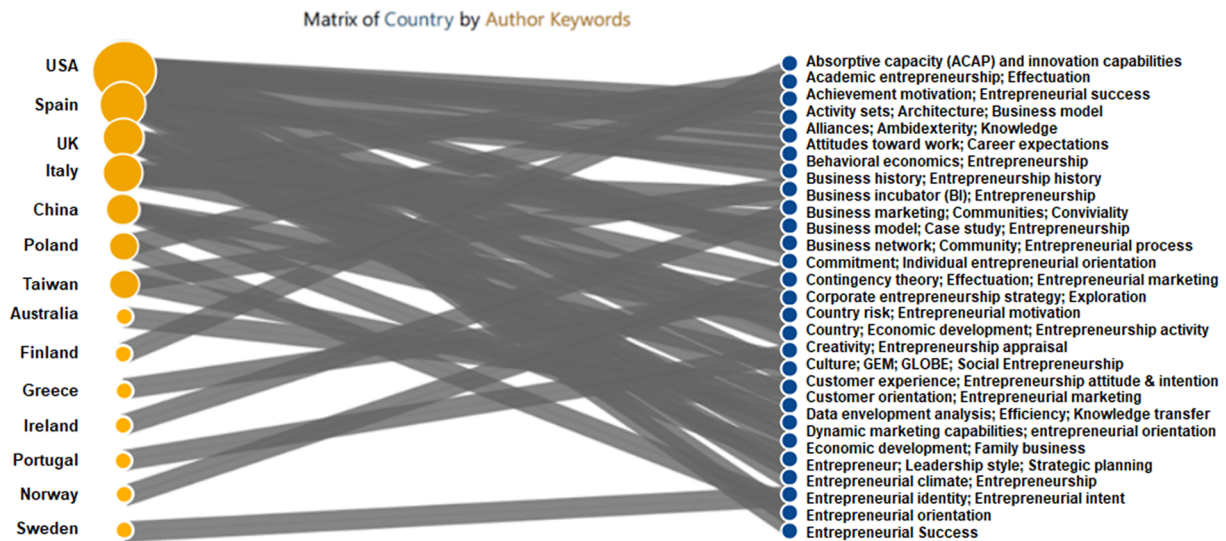 Matrix of Country by Author Keywords
USA
Spain
UK
Italy
China
Poland
Taiwan
Australia
Finland
Greece
Ireland
Portugal
Norway
Sweden
Absorptive capacity (ACAP) and innovation capabilities
Academic entrepreneurship; Effectuation
Achievement motivation; Entrepreneurial success
Activity sets; Architecture; Business model
Alliances; Ambidexterity; Knowledge
Attitudes toward work; Career expectations
Behavioral economics; Entrepreneurship
Business history; Entrepreneurship history
Business incubator (BI); Entrepreneurship
Business marketing; Communities; Conviviality
Business model; Case study; Entrepreneurship
Business network; Community; Entrepreneurial process
Commitment; Individual entrepreneurial orientation
Contingency theory; Effectuation; Entrepreneurial marketing
Corporate entrepreneurship strategy; Exploration
Country risk; Entrepreneurial motivation
Country; Economic development; Entrepreneurship activity
Creativity; Entrepreneurship appraisal
Culture; GEM; GLOBE; Social Entrepreneurship
Customer experience; Entrepreneurship attitude & intention
Customer orientation; Entrepreneurial marketing
Data envelopment analysis; Efficiency; Knowledge transfer
Dynamic marketing capabilities; entrepreneurial orientation
Economic development; Family business
Entrepreneur; Leadership style; Strategic planning
Entrepreneurial climate; Entrepreneurship
Entrepreneurial identity; Entrepreneurial intent
Entrepreneurial orientation
Entrepreneurial Success